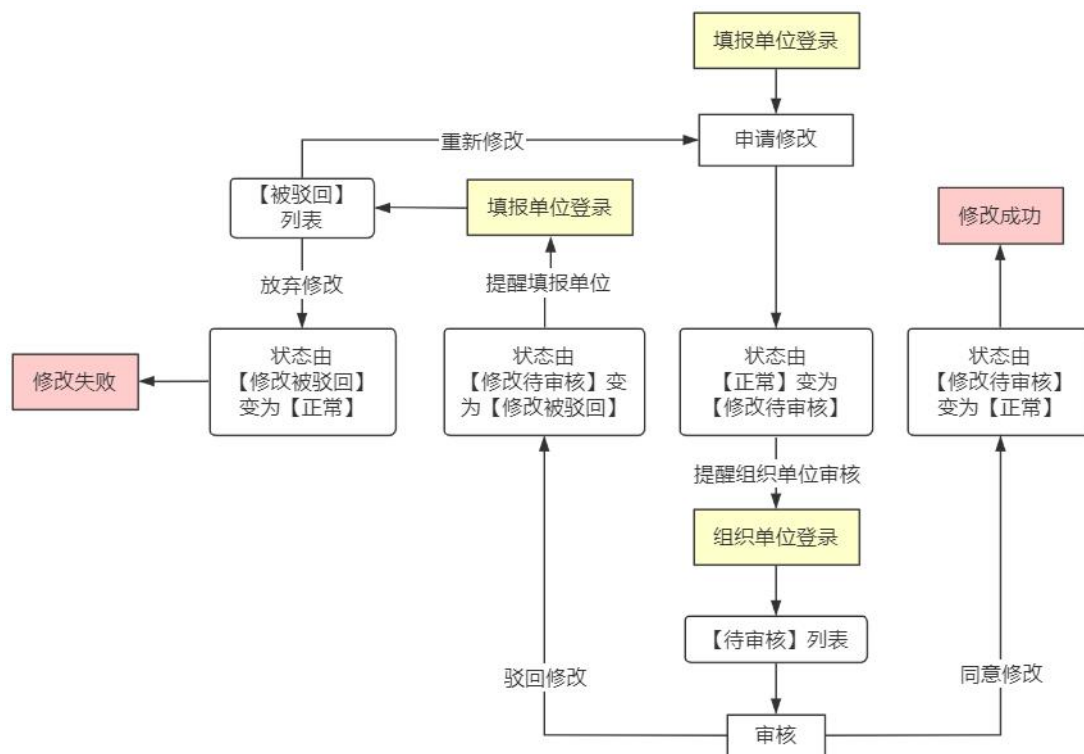 填报单位登录
重新修改
申请修改
【被驳回】
列表
填报单位登录
修改成功
放弃修改
提醒填报单位
修改失败
状态由
【修改被驳回】
变为【正常】
状态由
【修改待审核】变
为【修改被驳回】
状态由
【正常】变为
【修改待审核】
状态由
【修改待审核】
变为【正常】
提醒组织单位审核
组织单位登录
【待审核】列表
驳回修改
同意修改
审核